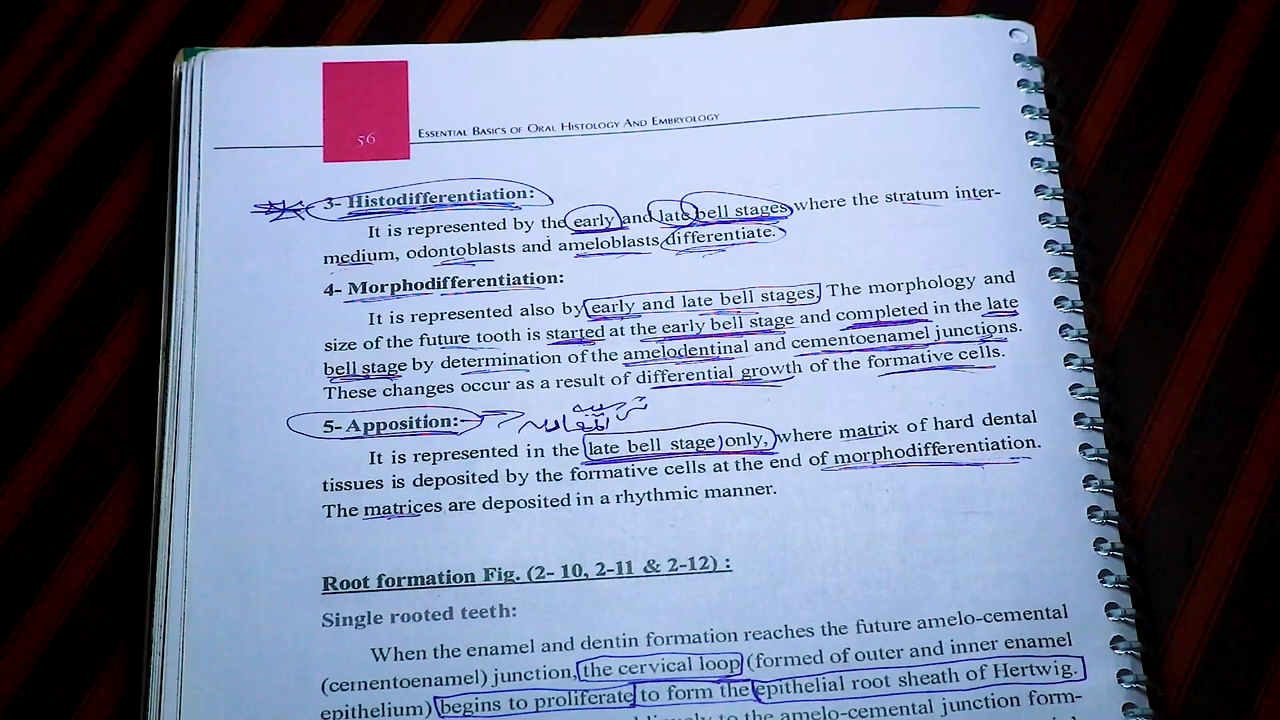 56
ESSENTIAL BASICS OF ORAL HISTOLOGY AND EMBRYOLOGY
3- Histodifferentiation:
It is represented by the early and late bell stages where the stratum inter-
medium, odontoblasts and ameloblasts differentiate.
4- Morphodifferentiation:
It is represented also by early and late bell stages. The morphology and
size of the future tooth is started at the early bell stage and completed in the late
bell stage by determination of the amelodentinal and cementoenamel junctions.
These changes occur as a result of differential growth of the formative cells.
5- Apposition:-
It is represented in the late bell stage) only, where matrix of hard dental
tissues is deposited by the formative cells at the end of morphodifferentiation.
The matrices are deposited in a rhythmic manner.
Root formation Fig. (2- 10, 2-11 & 2-12) :
Single rooted teeth:
When the enamel and dentin formation reaches the future amelo-cemental
(cementoenamel) junction, the cervical loop (formed of outer and inner enamel
epithelium) begins to proliferate to form the epithelial root sheath of Hertwig.
to the amelo-cemental junction form-